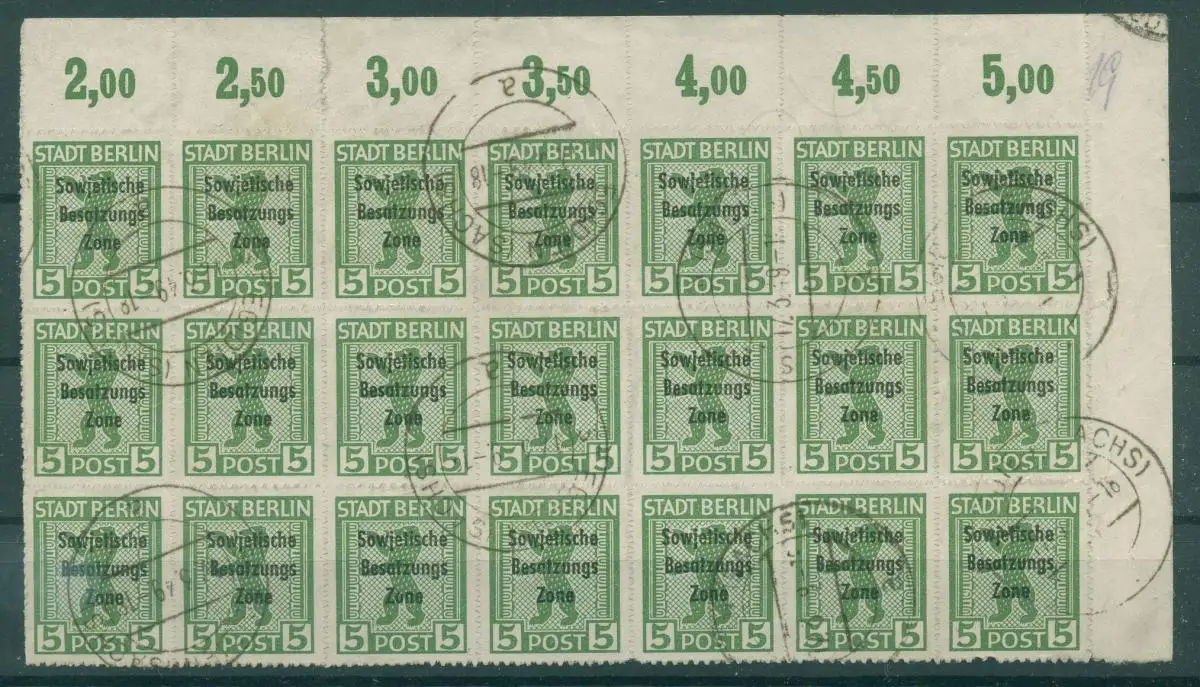 2,00 2,50 3,00 3,50 4,00 4,50 5,00 119
STADT BERLIN STADT BERLIN STADT BERLIN STADT BERLIN STADT BERLIN STADT BERLIN STADT BERLIN
Sowjetische Sowjetische Sowjetische Sowjetische Sowjetische Sowjetische Sowjetische
Besatzungs Besatzungs Besatzungs Besatzungs Besatzungs Besatzungs Besatzungs
Zone Zone Zone Zone Zone Zone Zone
5 POST 5 5 POST 5 5 POST 5 5 POST 5 5 POST 5 5 POST 5 5 POST 5
STADT BERLIN STADT BERLIN STADT BERLIN STADT BERLIN STADT BERLIN STADT BERLIN STADT BERLIN
Sowjetische Sowjetische Sowjetische Sowjetische Sowjetische Sowjetische Sowjetische
Besatzungs Besatzungs Besatzungs Besatzungs Besatzungs Besatzungs Besatzungs
Zone Zone Zone Zone Zone Zone Zone
5 POST 5 5 POST 5 5 POST 5 5 POST 5 5 POST 5 5 POST 5 5 POST 5
STADT BERLIN STADT BERLIN STADT BERLIN STADT BERLIN STADT BERLIN STADT BERLIN STADT BERLIN
Sowjetische Sowjetische Sowjetische Sowjetische Sowjetische Sowjetische Sowjetische
Besatzungs Besatzungs Besatzungs Besatzungs Besatzungs Besatzungs Besatzungs
Zone Zone Zone Zone Zone Zone Zone
5 POST 5 5 POST 5 5 POST 5 5 POST 5 5 POST 5 5 POST 5 5 POST 5